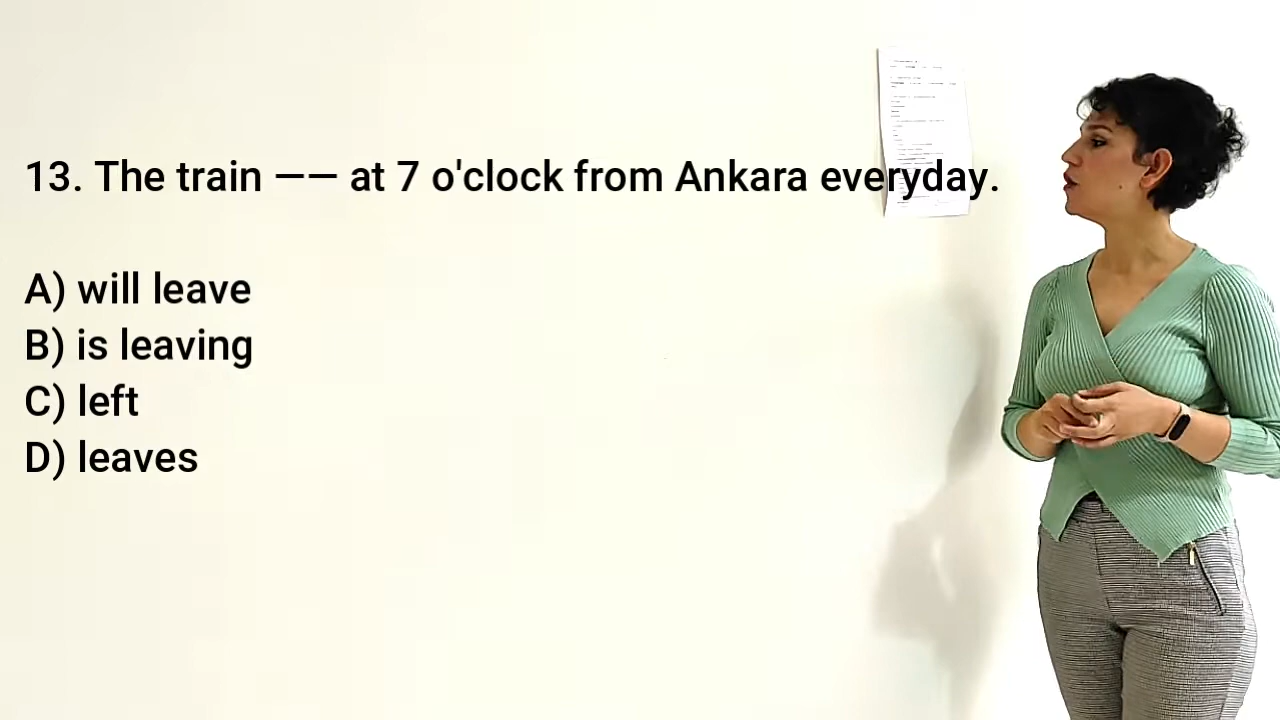 13. The train —— at 7 o'clock from Ankara everyday.
A) will leave
B) is leaving
C) left
D) leaves